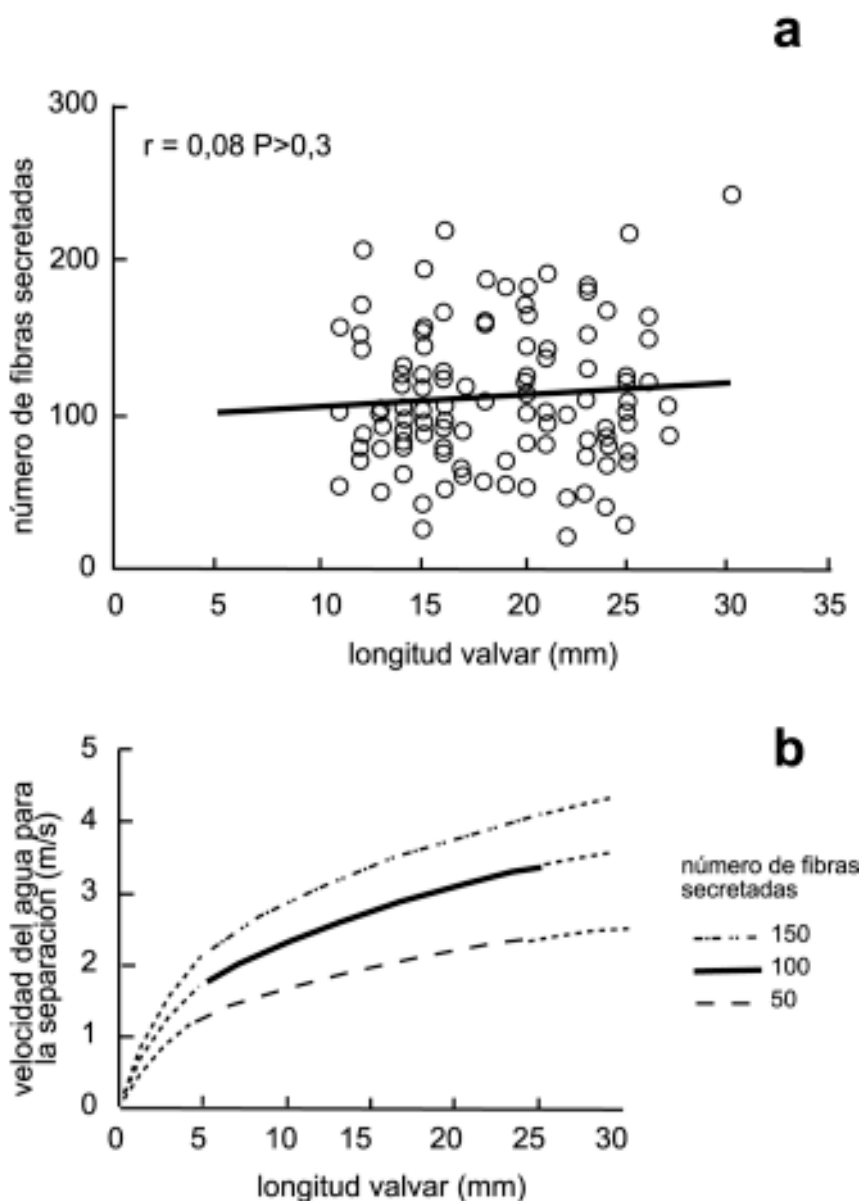 a
300
r = 0,08 P>0,3
200
100
0
número de fibras secretadas
0 5 10 15 20 25 30 35
longitud valvar (mm)
b
5
4
3
2
1
0
velocidad del agua para
la separación (m/s)
0 5 10 15 20 25 30
longitud valvar (mm)
número de fibras
secretadas
150
100
50